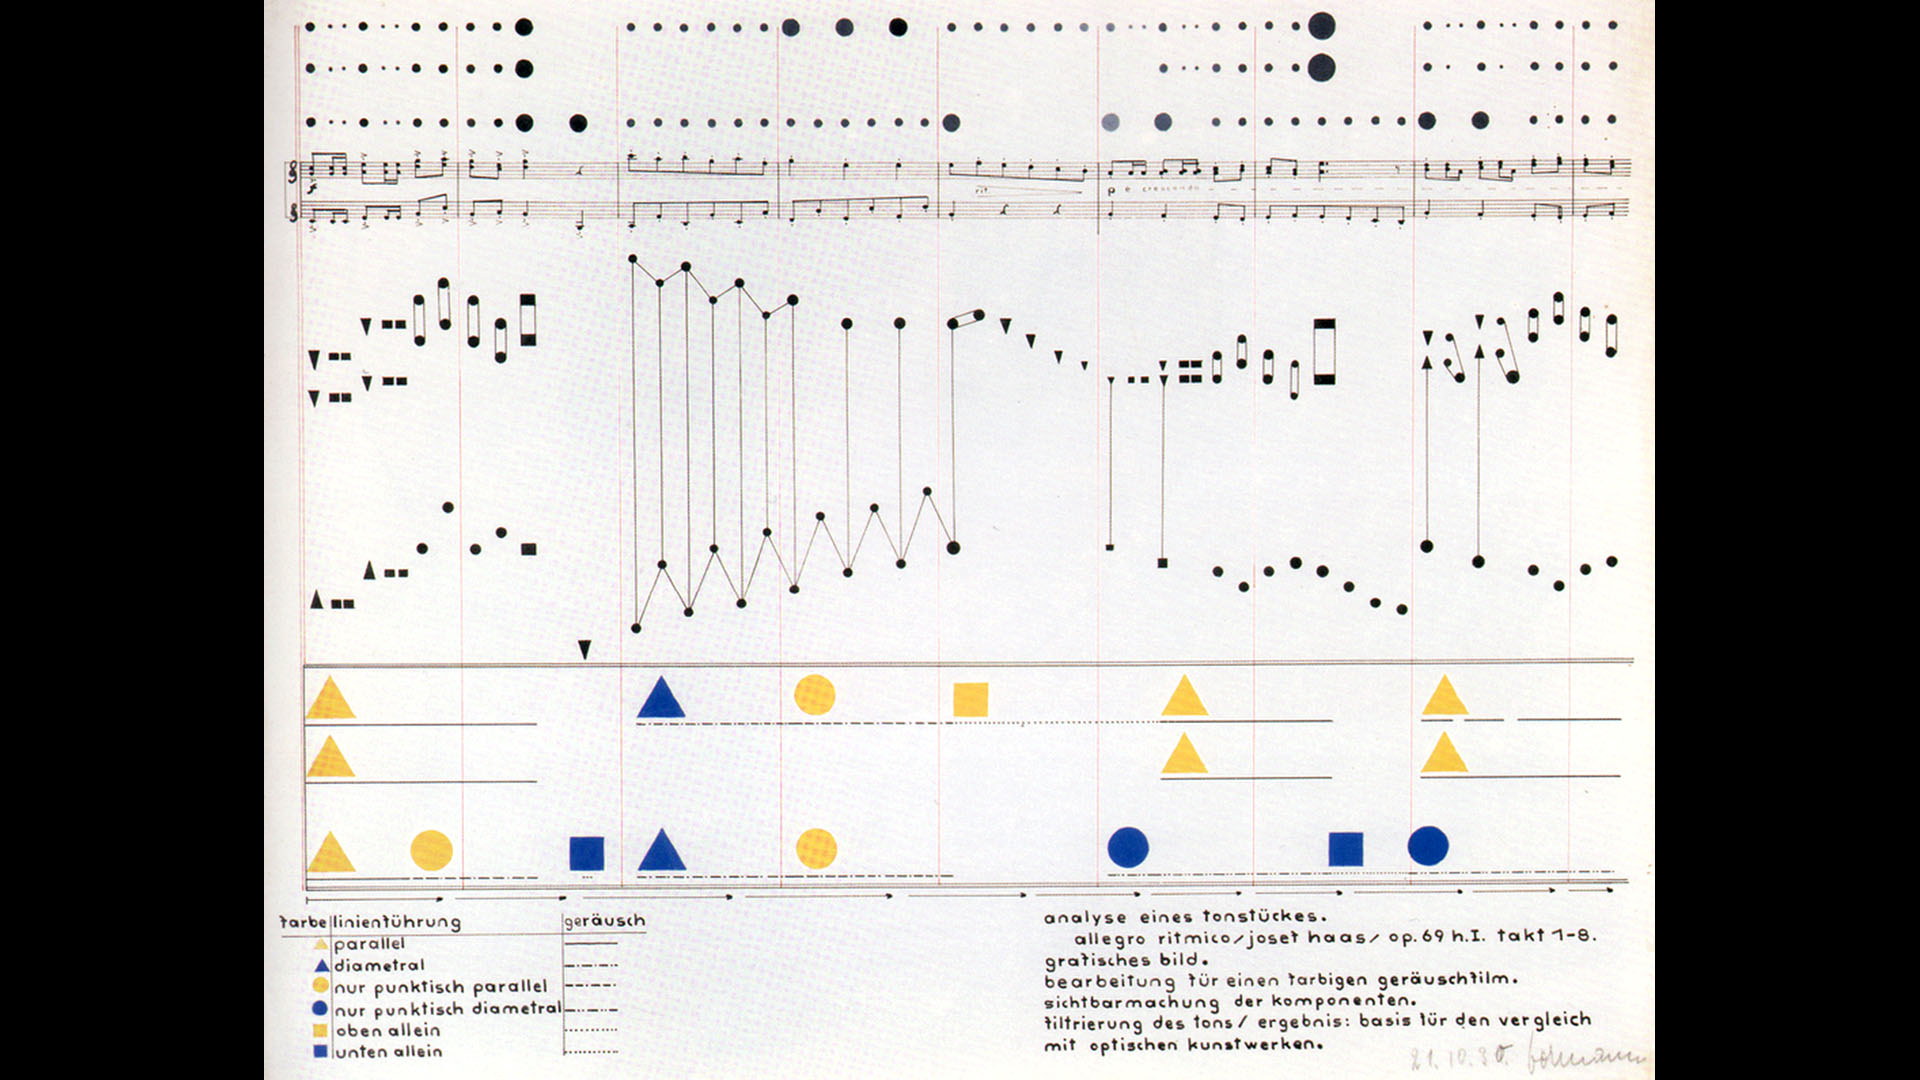 f
rit.
p e crescendo
farbe linienführung geräusch
parallel
diametral
nur punktisch parallel
nur punktisch diametral
oben allein
unten allein
analyse eines tonstückes.
allegro ritmico/josef haas/ op.69 h.I. takt 1-8.
grafisches bild.
bearbeitung für einen farbigen geräuschfilm.
sichtbarmachung der komponenten.
filtrierung des tons/ ergebnis: basis für den vergleich
mit optischen kunstwerken.
21.10.30.